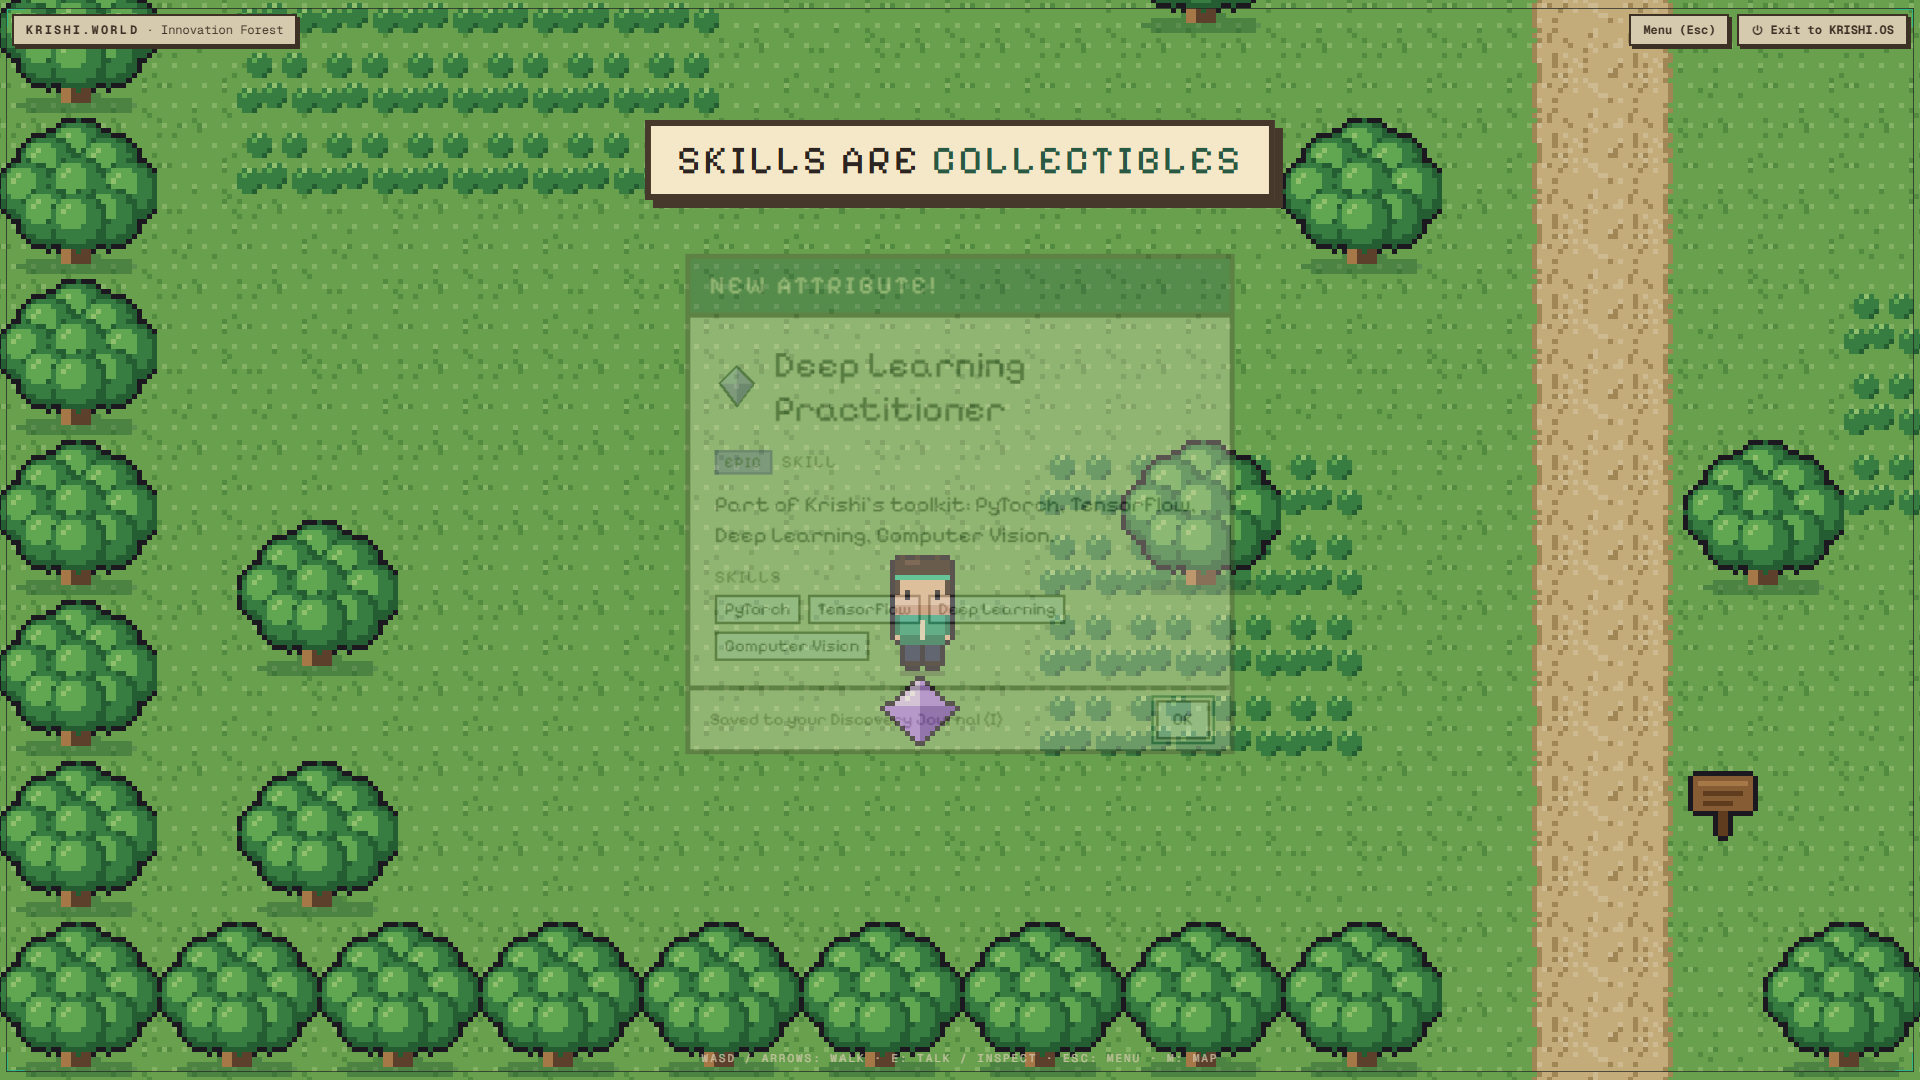 KRISHI.WORLD · Innovation Forest
Menu (Esc)
⏻ Exit to KRISHI.OS
SKILLS ARE COLLECTIBLES
NEW ATTRIBUTE!
Deep Learning
Practitioner
EPIC SKILL
Part of Krishi's toolkit: PyTorch, TensorFlow,
Deep Learning, Computer Vision.
SKILLS
PyTorch TensorFlow Deep Learning
Computer Vision
Saved to your Discovery Journal (I)
OK
WASD / ARROWS: WALK · E: TALK / INSPECT · ESC: MENU · M: MAP